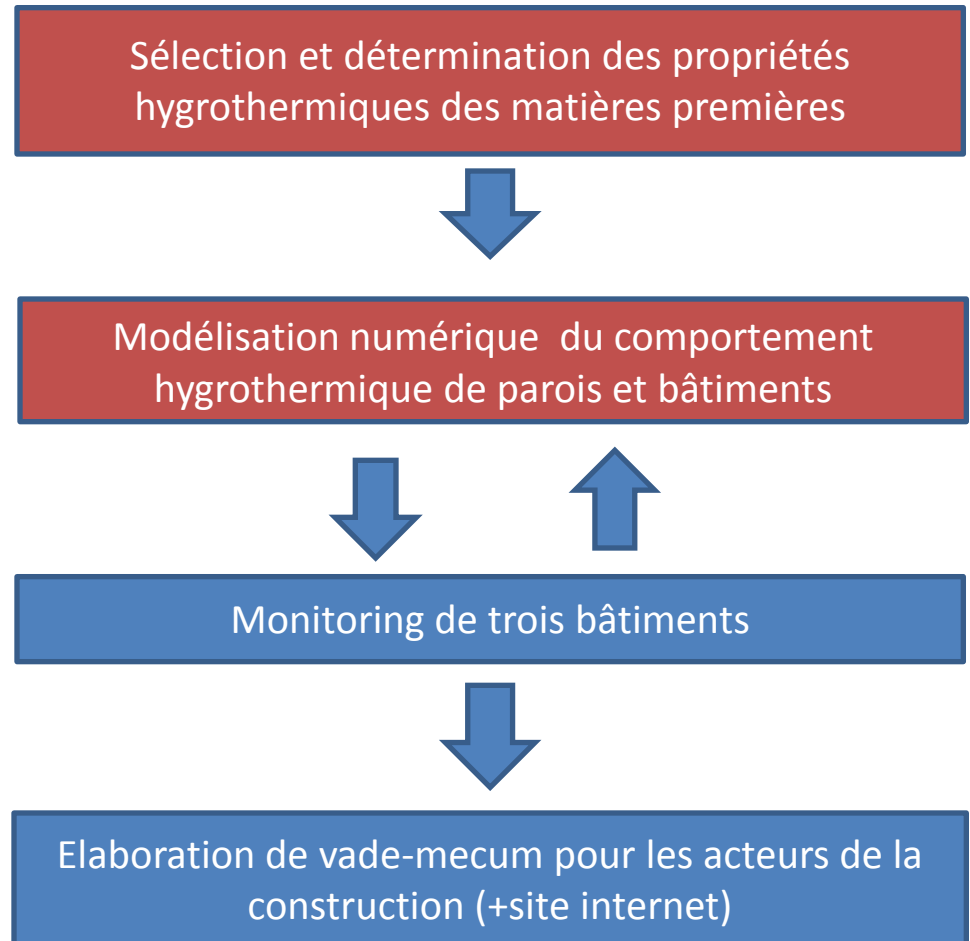 Sélection et détermination des propriétés
hygrothermiques des matières premières
Modélisation numérique du comportement
hygrothermique de parois et bâtiments
Monitoring de trois bâtiments
Elaboration de vade-mecum pour les acteurs de la
construction (+site internet)